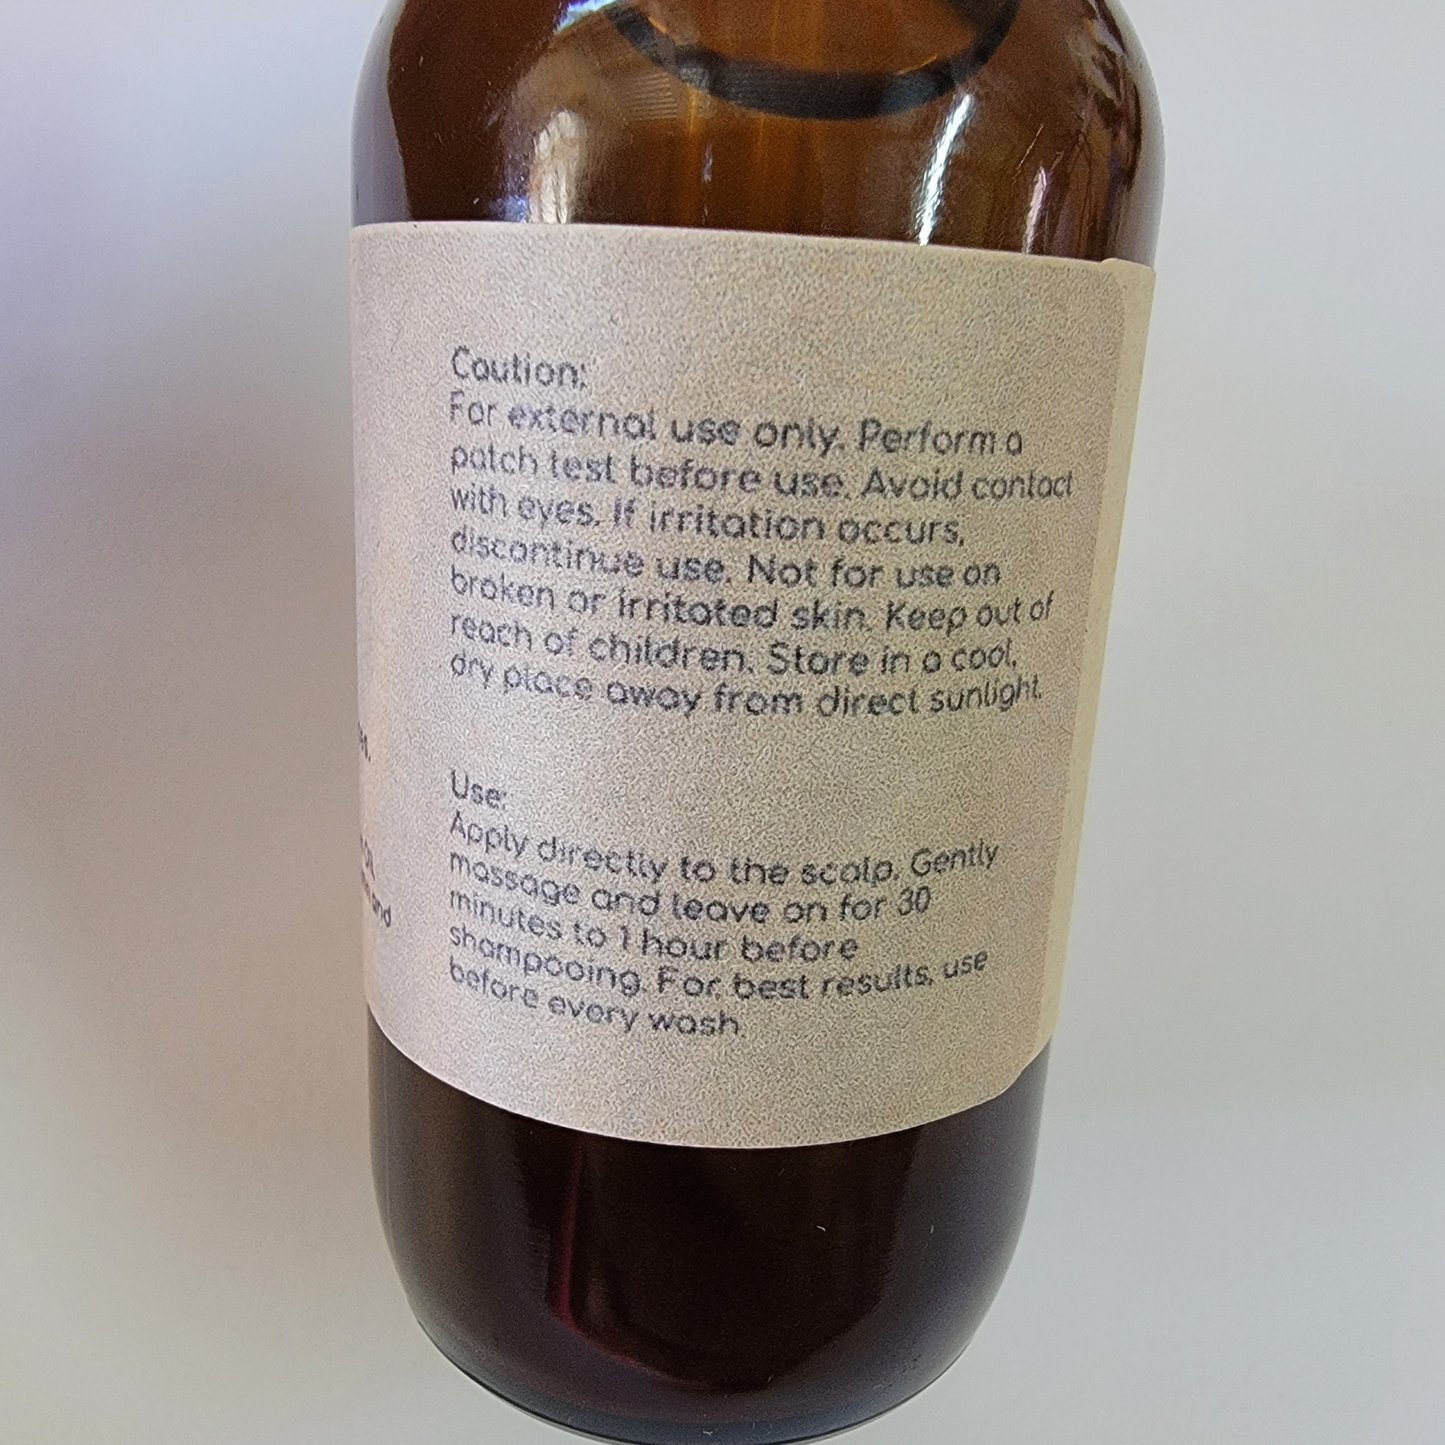 Caution:
For external use only. Perform a
patch test before use. Avoid contact
with eyes. If irritation occurs,
discontinue use. Not for use on
broken or irritated skin. Keep out of
reach of children. Store in a cool,
dry place away from direct sunlight.
Use:
Apply directly to the scalp. Gently
massage and leave on for 30
minutes to 1 hour before
shampooing. For best results, use
before every wash.
and